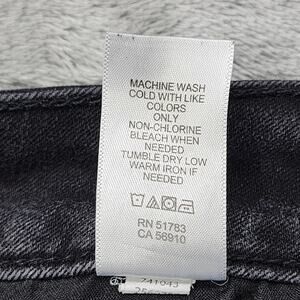 MACHINE WASH
COLD WITH LIKE
COLORS
ONLY
NON-CHLORINE
BLEACH WHEN
NEEDED
TUMBLE DRY LOW
WARM IRON IF
NEEDED
RN 51783
CA 56910
741043